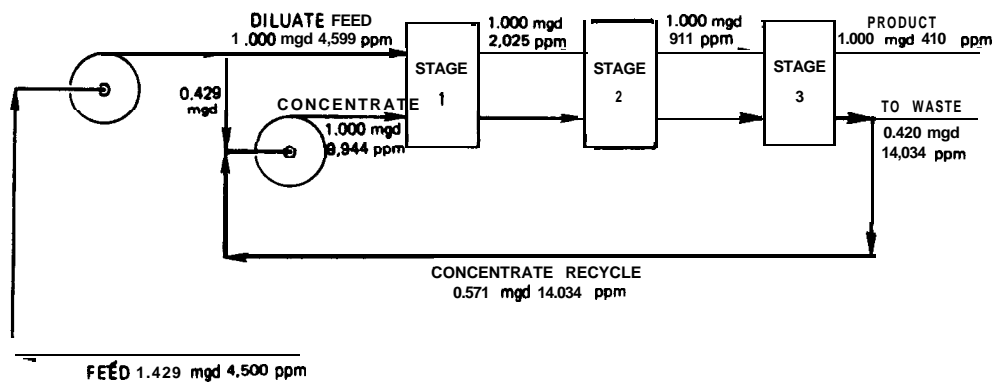 DILUATE FEED
1.000 mgd 4,599 ppm
1.000 mgd
2,025 ppm
1.000 mgd
911 ppm
PRODUCT
1.000 mgd 410 ppm
STAGE
1
STAGE
2
STAGE
3
0.429
mgd
CONCENTRATE
1.000 mgd
9,944 ppm
TO WASTE
0.420 mgd
14,034 ppm
CONCENTRATE RECYCLE
0.571 mgd 14.034 ppm
FEED 1.429 mgd 4,500 ppm